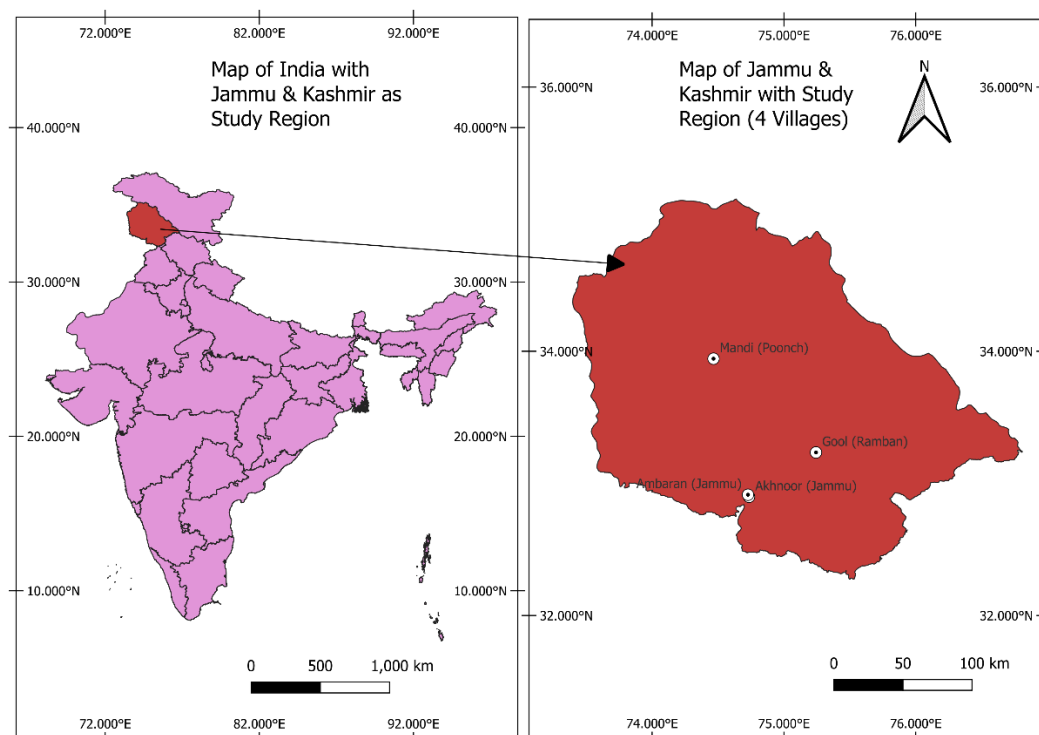 72.000°E 82.000°E 92.000°E
Map of India with
Jammu & Kashmir as
Study Region
40.000°N 40.000°N
30.000°N 30.000°N
20.000°N 20.000°N
10.000°N 10.000°N
0 500 1,000 km
72.000°E 82.000°E 92.000°E
74.000°E 75.000°E 76.000°E
Map of Jammu &
Kashmir with Study
Region (4 Villages)
N
36.000°N 36.000°N
34.000°N 34.000°N
Mandi (Poonch)
Gool (Ramban)
Ambaran (Jammu) Akhnoor (Jammu)
32.000°N 32.000°N
0 50 100 km
74.000°E 75.000°E 76.000°E